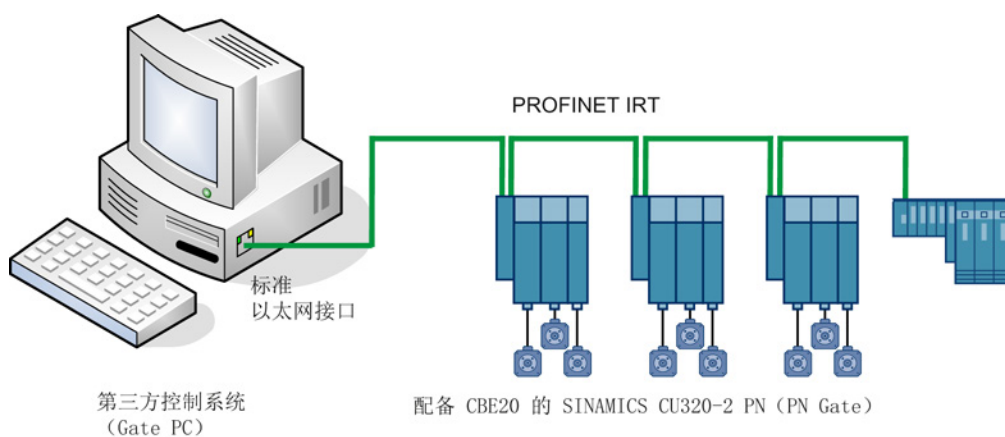 PROFINET IRT
标准
以太网接口
第三方控制系统
（Gate PC）
配备 CBE20 的 SINAMICS CU320-2 PN（PN Gate）